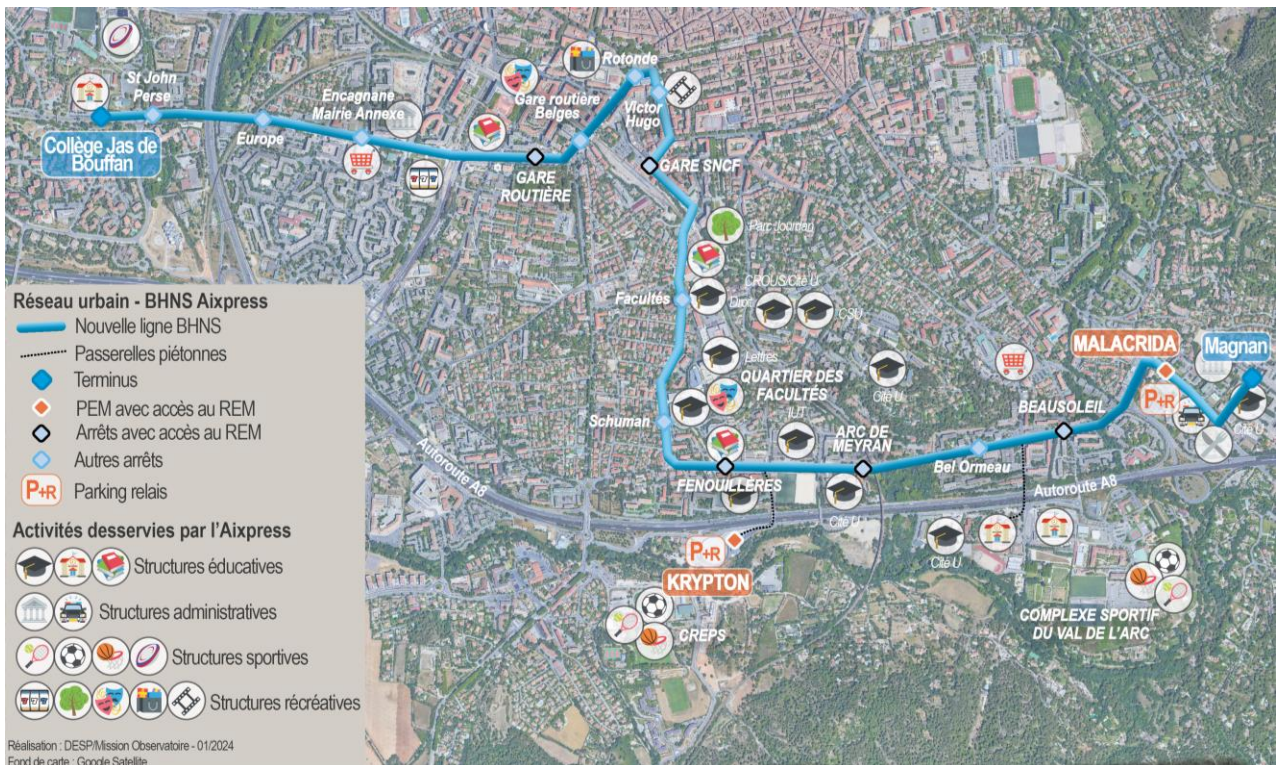 St John
Perse
Collège Jas de
Bouffan
Europe
Encagnane
Mairie Annexe
GARE
ROUTIÈRE
Gare routière
Belges
Rotonde
Victor
Hugo
GARE SNCF
Parc Jourdan
Facultés
Droit
CROUS/Cité U
CSU
Lettres
QUARTIER DES
FACULTÉS
Cité U
Schuman
IUT
FENOUILLÈRES
ARC DE
MEYRAN
Cité U
Bel Ormeau
BEAUSOLEIL
MALACRIDA
P+R
Magnan
Cité U
Autoroute A8
Autoroute A8
P+R
KRYPTON
CREPS
Cité U
COMPLEXE SPORTIF
DU VAL DE L'ARC
Réseau urbain - BHNS Aixpress
Nouvelle ligne BHNS
Passerelles piétonnes
Terminus
PEM avec accès au REM
Arrêts avec accès au REM
Autres arrêts
P+R Parking relais
Activités desservies par l'Aixpress
Structures éducatives
Structures administratives
Structures sportives
Structures récréatives
Réalisation : DESP/Mission Observatoire - 01/2024
Fond de carte : Google Satellite